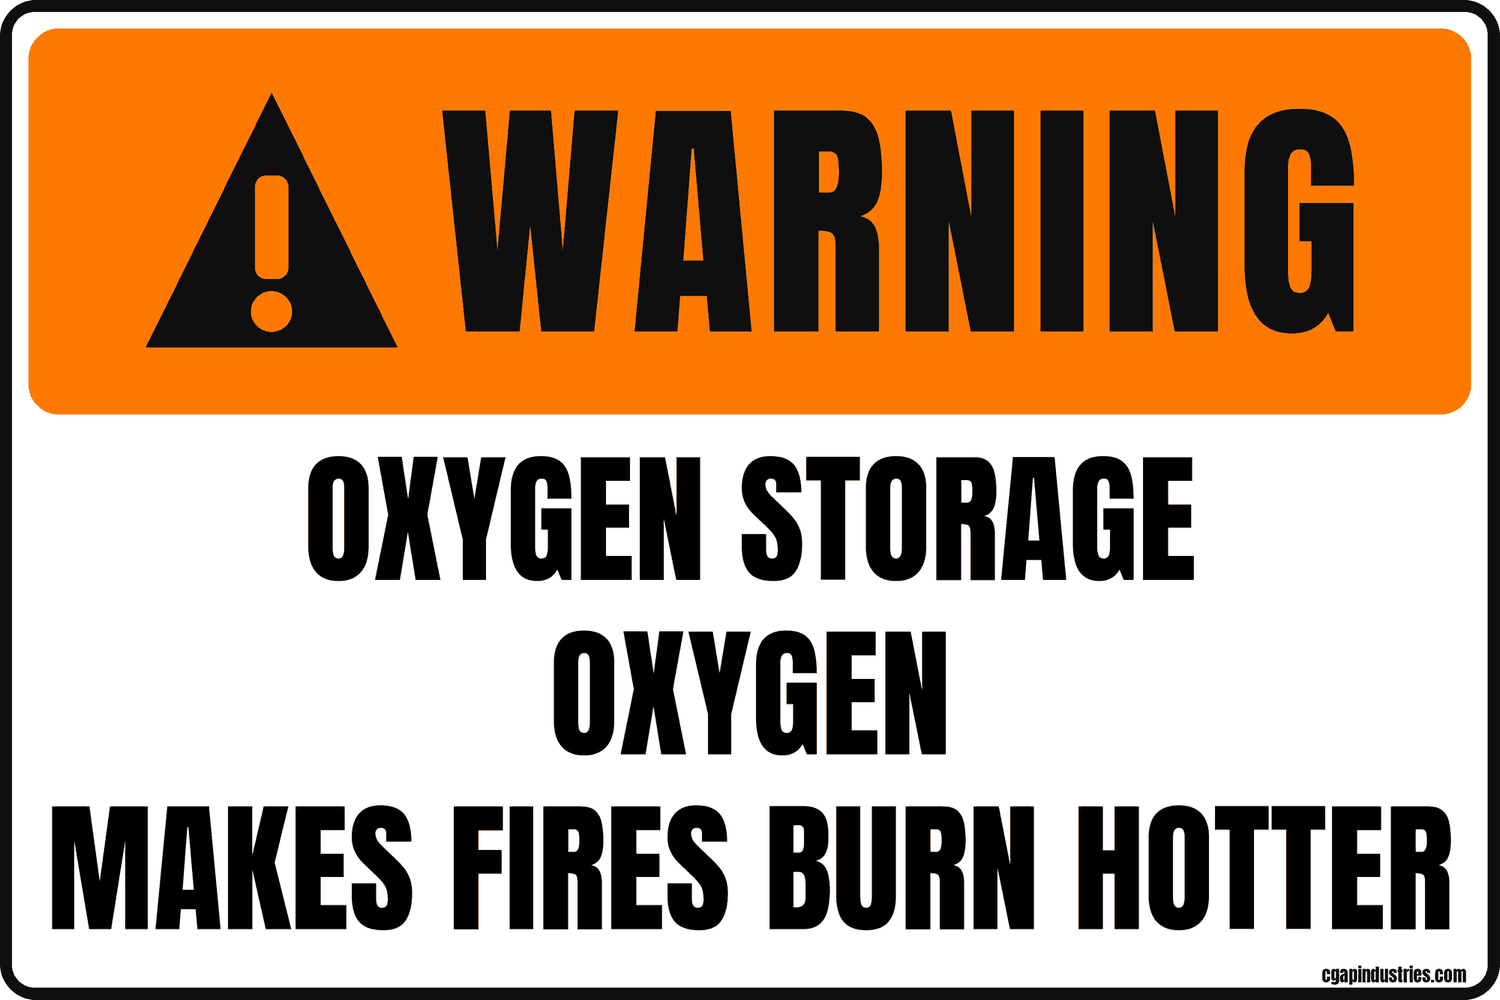 WARNING
OXYGEN STORAGE
OXYGEN
MAKES FIRES BURN HOTTER
cgapindustries.com